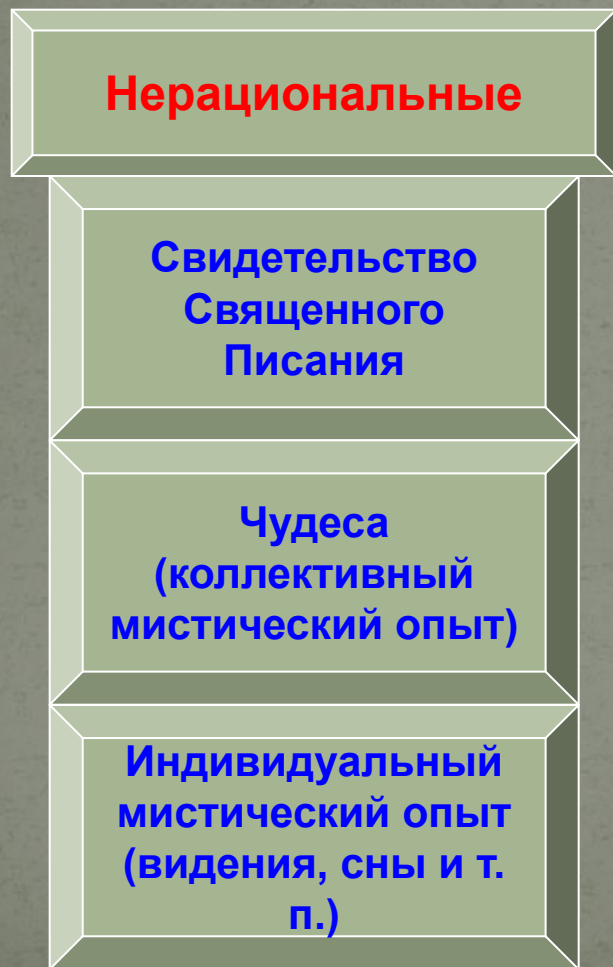 Нерациональные
Свидетельство
Священного
Писания
Чудеса
(коллективный
мистический опыт)
Индивидуальный
мистический опыт
(видения, сны и т.
п.)